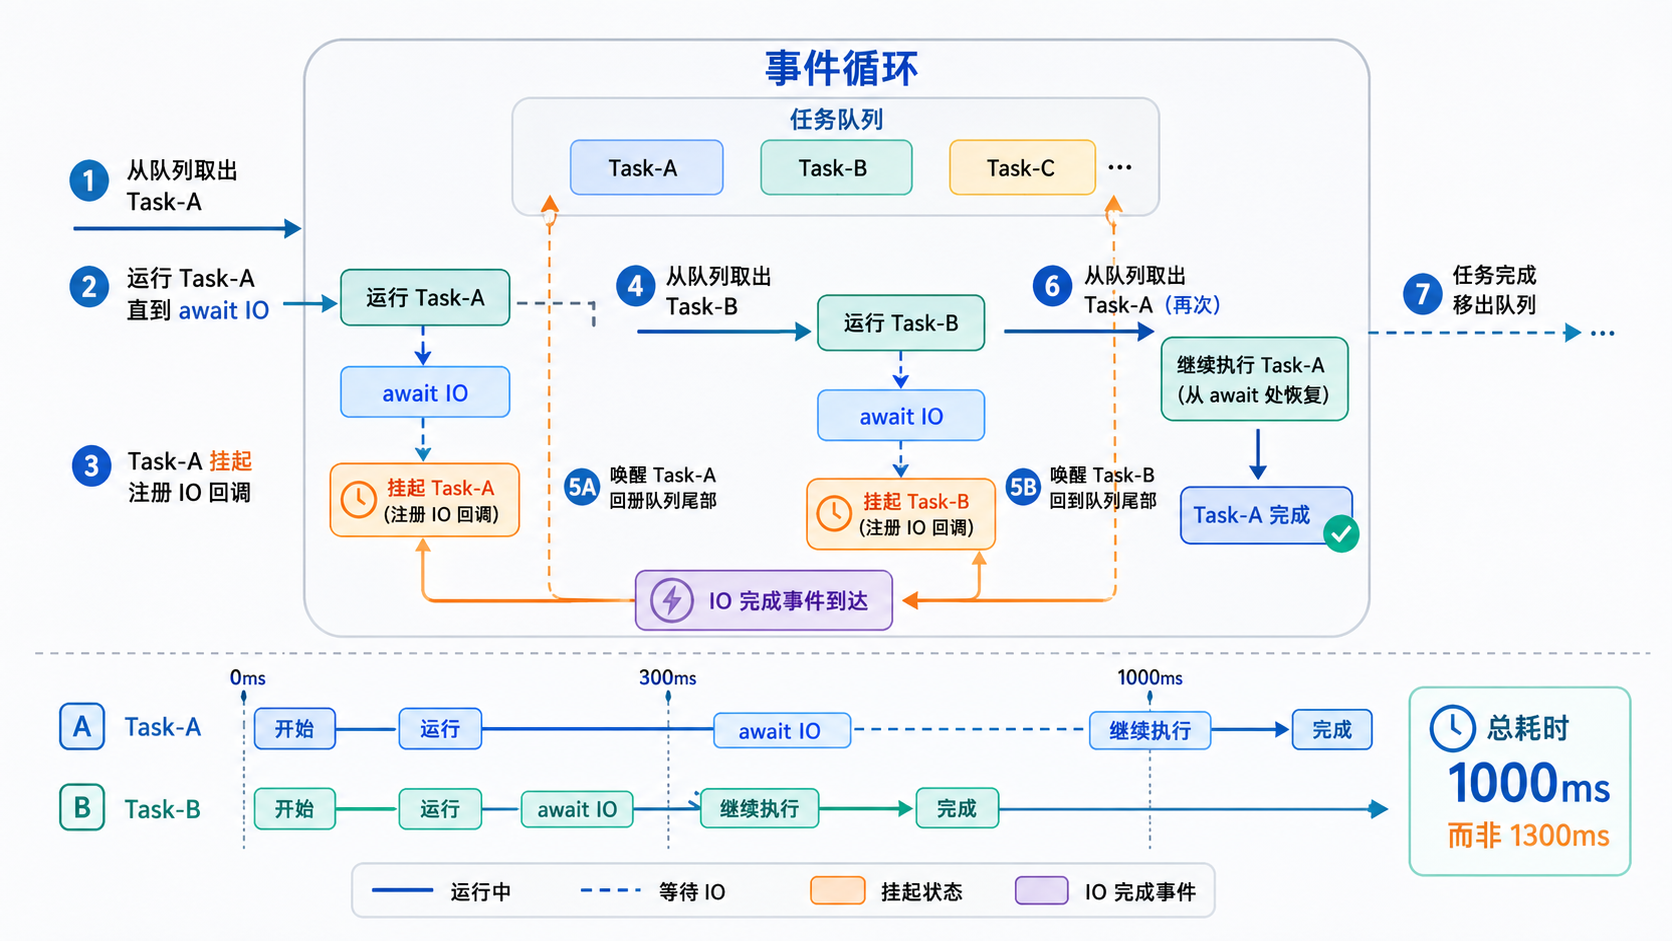 事件循环
任务队列
Task-A
Task-B
Task-C
...
1
从队列取出
Task-A
2
运行 Task-A
直到 await IO
3
Task-A 挂起
注册 IO 回调
运行 Task-A
await IO
挂起 Task-A
(注册 IO 回调)
4
从队列取出
Task-B
5A
唤醒 Task-A
回册队列尾部
运行 Task-B
await IO
挂起 Task-B
(注册 IO 回调)
5B
唤醒 Task-B
回到队列尾部
6
从队列取出
Task-A（再次）
继续执行 Task-A
(从 await 处恢复)
Task-A 完成
7
任务完成
移出队列
...
IO 完成事件到达
0ms
300ms
1000ms
A
Task-A
开始
运行
await IO
继续执行
完成
B
Task-B
开始
运行
await IO
继续执行
完成
总耗时
1000ms
而非 1300ms
运行中
等待 IO
挂起状态
IO 完成事件